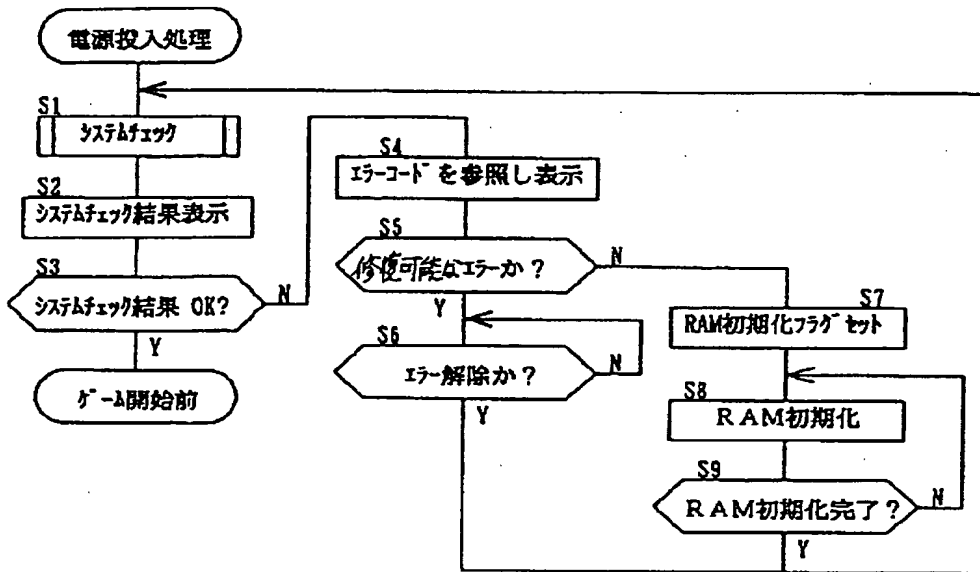 電源投入処理
S1
システムチェック
S2
システムチェック結果表示
S3
システムチェック結果 OK?
N
Y
ゲーム開始前
S4
エラーコードを参照し表示
S5
修復可能なエラーか?
N
Y
S6
エラー解除か?
N
Y
S7
RAM初期化フラグセット
S8
RAM初期化
S9
RAM初期化完了?
N
Y